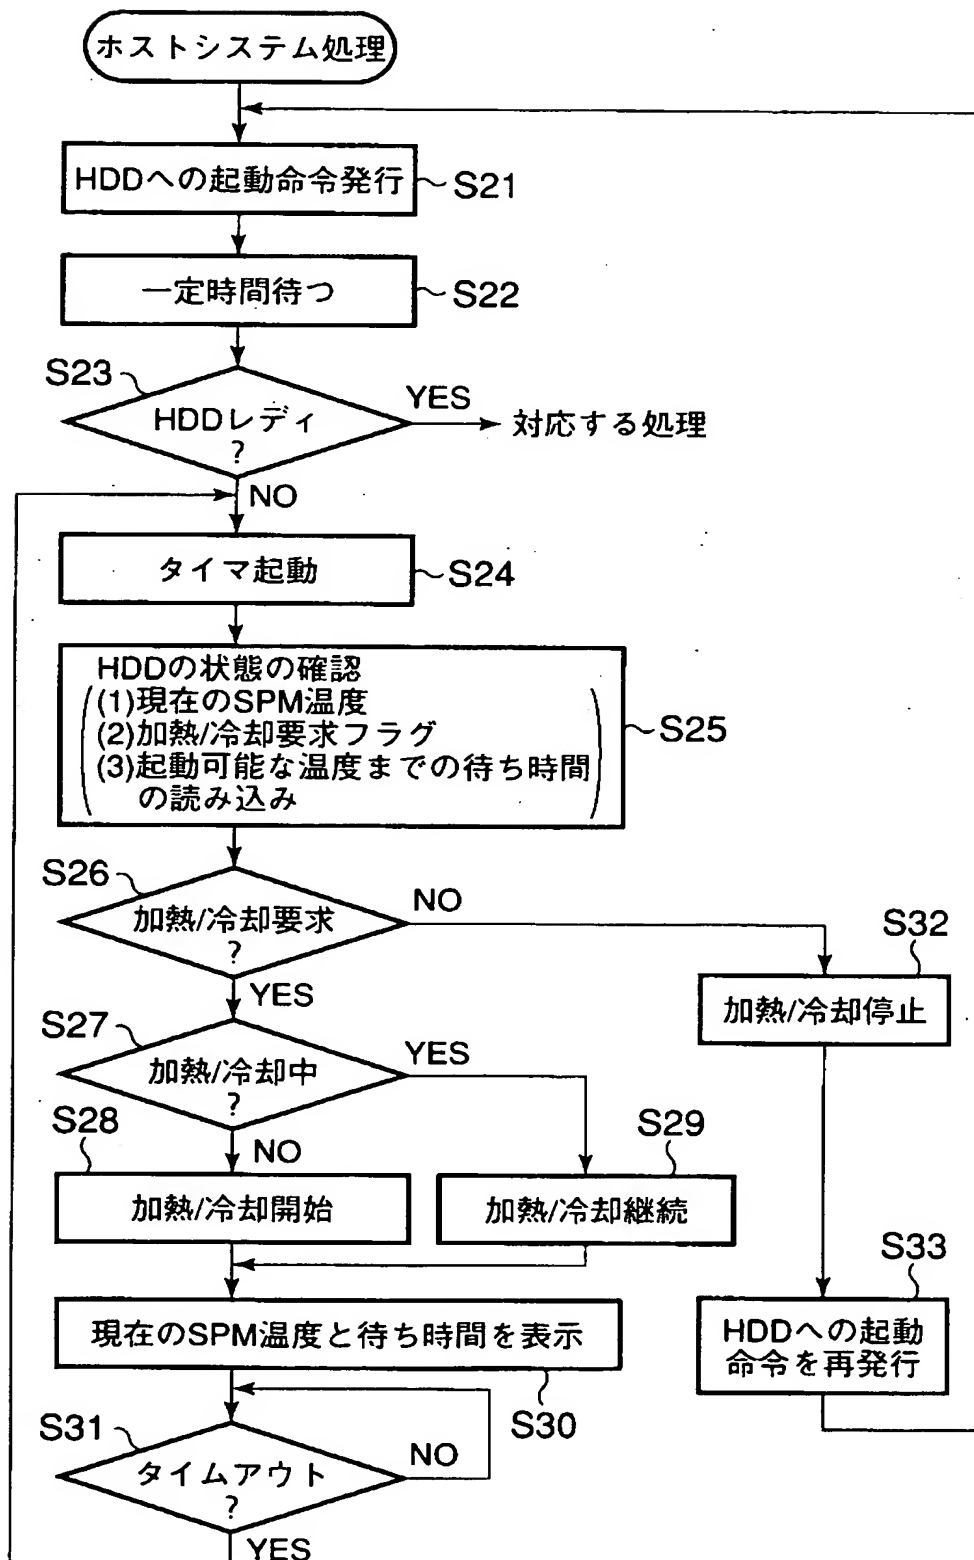 ホストシステム処理
HDDへの起動命令発行
S21
一定時間待つ
S22
S23
HDDレディ
?
YES
対応する処理
NO
タイマ起動
S24
HDDの状態の確認
(1)現在のSPM温度
(2)加熱/冷却要求フラグ
(3)起動可能な温度までの待ち時間
の読み込み
S25
S26
加熱/冷却要求
?
NO
YES
S32
加熱/冷却停止
S27
加熱/冷却中
?
YES
NO
S28
加熱/冷却開始
S29
加熱/冷却継続
S33
HDDへの起動
命令を再発行
現在のSPM温度と待ち時間を表示
S30
S31
タイムアウト
?
NO
YES